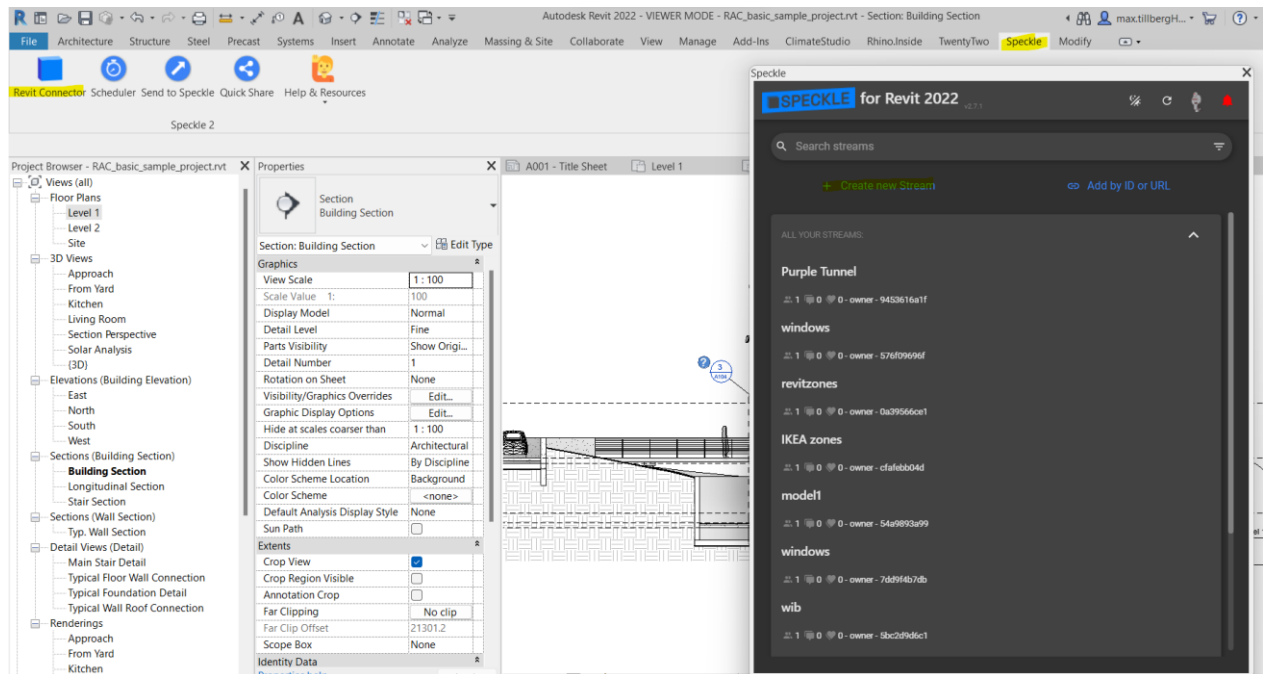 Autodesk Revit 2022 - VIEWER MODE - RAC_basic_sample_project.rvt - Section: Building Section
max.tillbergH...
File Architecture Structure Steel Precast Systems Insert Annotate Analyze Massing & Site Collaborate View Manage Add-Ins ClimateStudio Rhino.Inside TwentyTwo Speckle Modify
Revit Connector Scheduler Send to Speckle Quick Share Help & Resources
Speckle 2
Project Browser - RAC_basic_sample_project.rvt
Views (all)
Floor Plans
Level 1
Level 2
Site
3D Views
Approach
From Yard
Kitchen
Living Room
Section Perspective
Solar Analysis
{3D}
Elevations (Building Elevation)
East
North
South
West
Sections (Building Section)
Building Section
Longitudinal Section
Stair Section
Sections (Wall Section)
Typ. Wall Section
Detail Views (Detail)
Main Stair Detail
Typical Floor Wall Connection
Typical Foundation Detail
Typical Wall Roof Connection
Renderings
Approach
From Yard
Kitchen
Properties
Section
Building Section
Section: Building Section Edit Type
Graphics
View Scale 1 : 100
Scale Value 1: 100
Display Model Normal
Detail Level Fine
Parts Visibility Show Origi...
Detail Number 1
Rotation on Sheet None
Visibility/Graphics Overrides Edit...
Graphic Display Options Edit...
Hide at scales coarser than 1 : 100
Discipline Architectural
Show Hidden Lines By Discipline
Color Scheme Location Background
Color Scheme <none>
Default Analysis Display Style None
Sun Path
Extents
Crop View
Crop Region Visible
Annotation Crop
Far Clipping No clip
Far Clip Offset 21301.2
Scope Box None
Identity Data
A001 - Title Sheet Level 1
3
A104
Speckle
SPECKLE for Revit 2022 v2.7.1
Search streams
+ Create new Stream Add by ID or URL
ALL YOUR STREAMS:
Purple Tunnel
1 0 0 - owner - 9453616a1f
windows
1 0 0 - owner - 576f09696f
revitzones
1 0 0 - owner - 0a39566ce1
IKEA zones
1 0 0 - owner - cfafebb04d
model1
1 0 0 - owner - 54a9893a99
windows
1 0 0 - owner - 7dd9f4b7db
wib
1 0 0 - owner - 5bc2d9d6c1